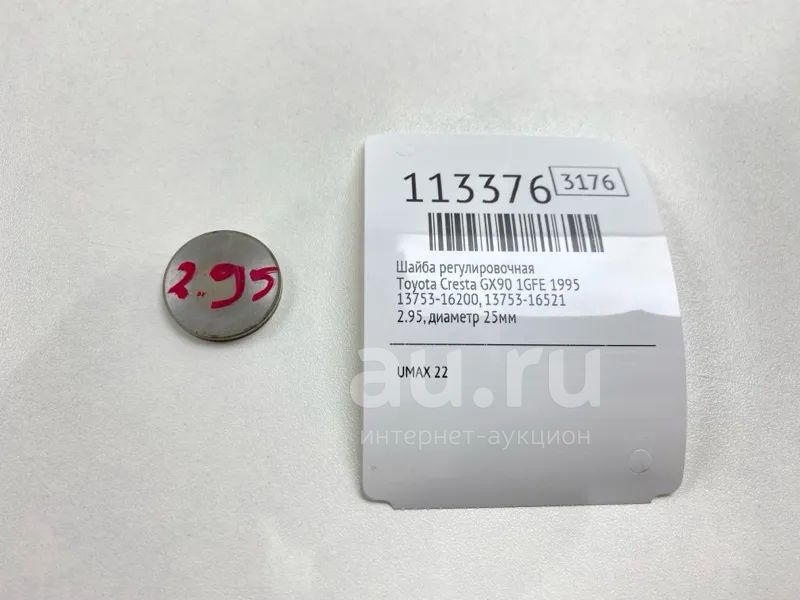 2.95
113376 3176
Шайба регулировочная
Toyota Cresta GX90 1GFE 1995
13753-16200, 13753-16521
2.95, диаметр 25мм
UMAX 22
au.ru
интернет-аукцион